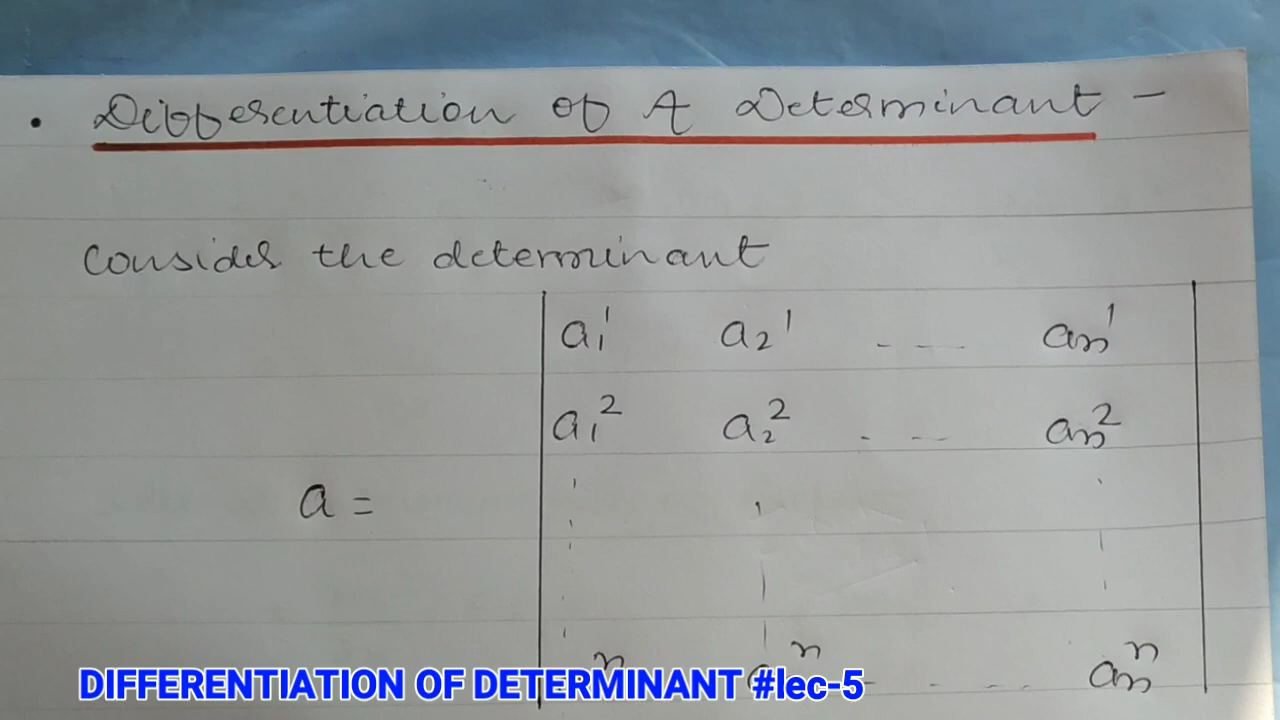 • Differentiation of A Determinant -
Consider the determinant
a₁¹ a₂¹ - - - aₙ¹
a₁² a₂² - - - aₙ²
a =
n n aₙⁿ
DIFFERENTIATION OF DETERMINANT #lec-5